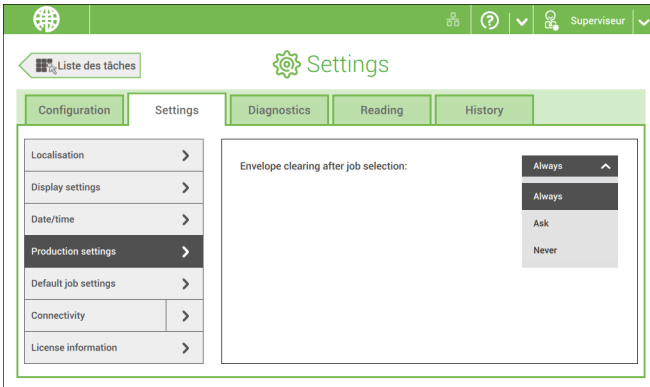 Superviseur
Liste des tâches
Settings
Configuration
Settings
Diagnostics
Reading
History
Localisation
Display settings
Date/time
Production settings
Default job settings
Connectivity
License information
Envelope clearing after job selection:
Always
Always
Ask
Never